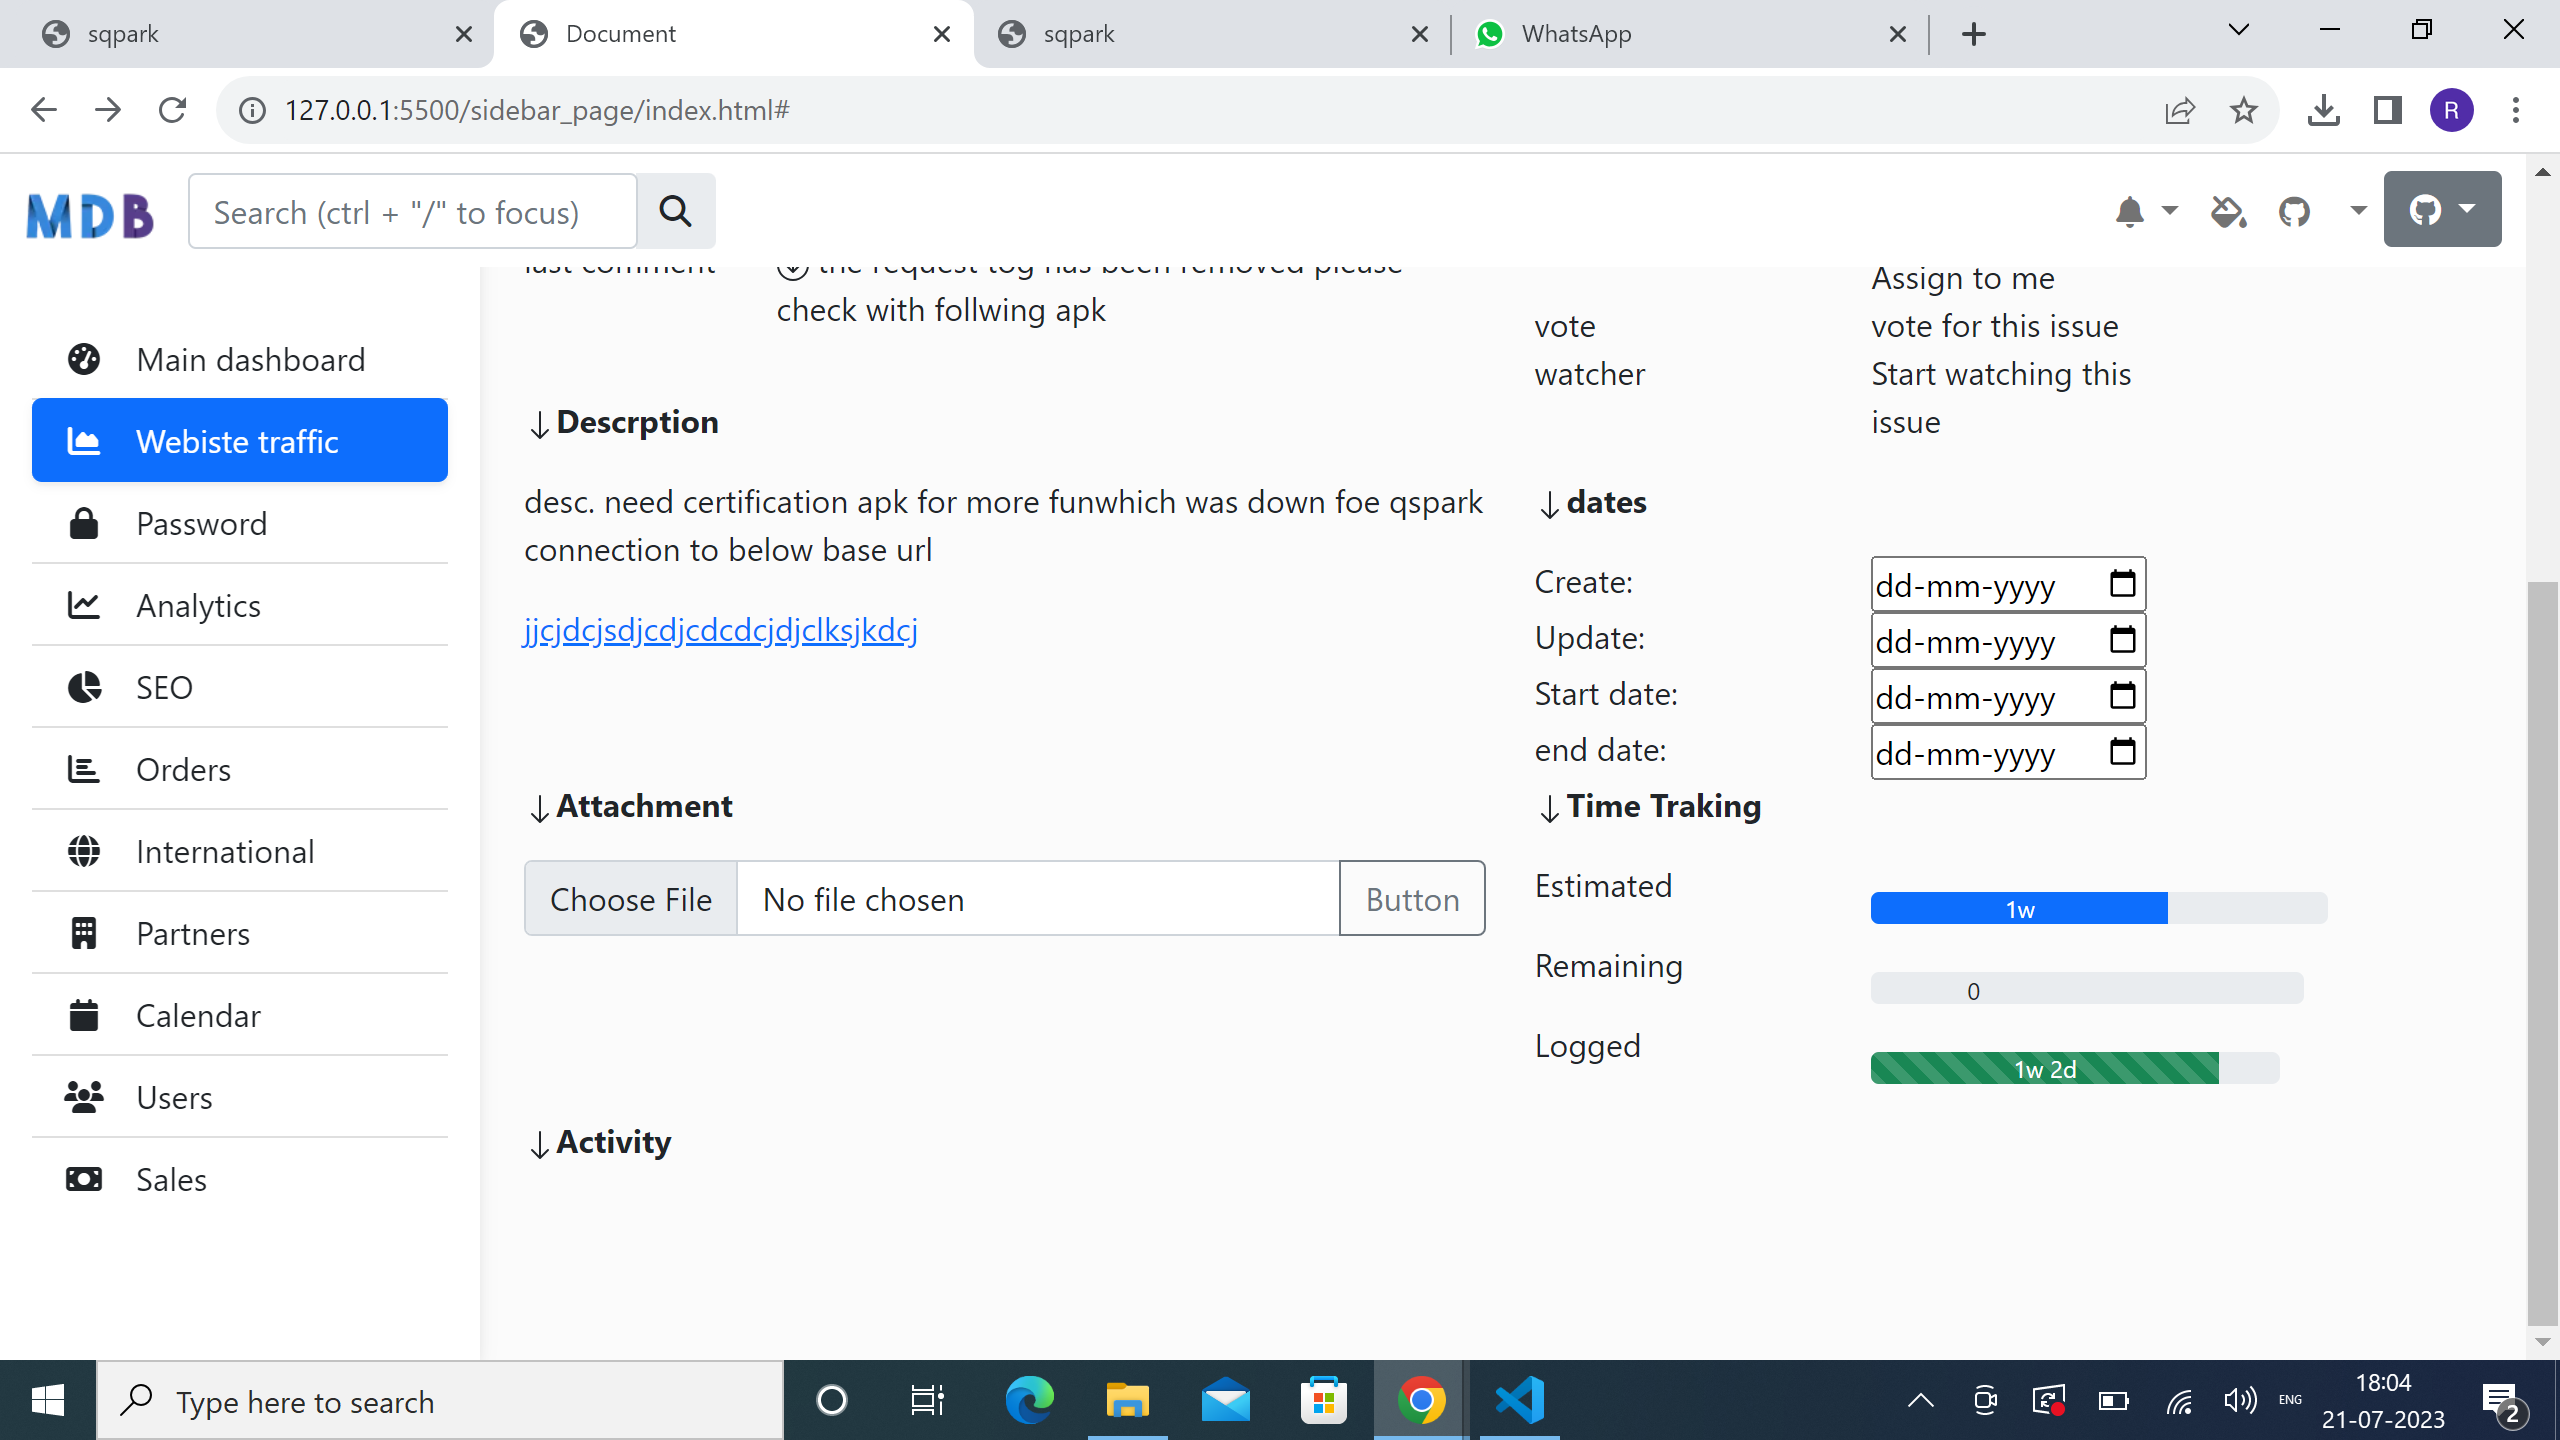 sqpark
Document
sqpark
WhatsApp
127.0.0.1:5500/sidebar_page/index.html#
R
MDB
Search (ctrl + "/" to focus)
Main dashboard
Webiste traffic
Password
Analytics
SEO
Orders
International
Partners
Calendar
Users
Sales
last comment
the request log has been removed please
check with follwing apk
Descrption
desc. need certification apk for more funwhich was down foe qspark
connection to below base url
jjcjdcjsdjcdjcdcdcjdjclksjkdcj
Attachment
Choose File No file chosen Button
Activity
Assign to me
vote vote for this issue
watcher Start watching this
issue
dates
Create: dd-mm-yyyy
Update: dd-mm-yyyy
Start date: dd-mm-yyyy
end date: dd-mm-yyyy
Time Traking
Estimated 1w
Remaining 0
Logged 1w 2d
Type here to search
ENG
18:04
21-07-2023
2